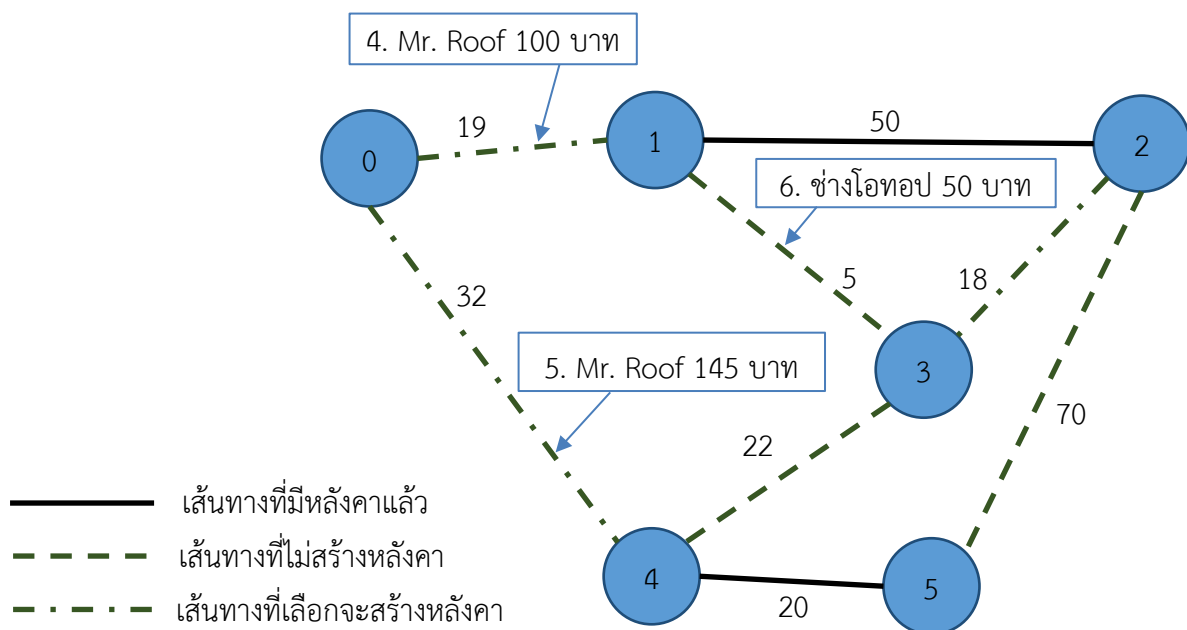 4. Mr. Roof 100 บาท
19
50
0
1
2
6. ช่างโอทอป 50 บาท
5
18
32
5. Mr. Roof 145 บาท
3
70
22
เส้นทางที่มีหลังคาแล้ว
เส้นทางที่ไม่สร้างหลังคา
4
5
20
เส้นทางที่เลือกจะสร้างหลังคา